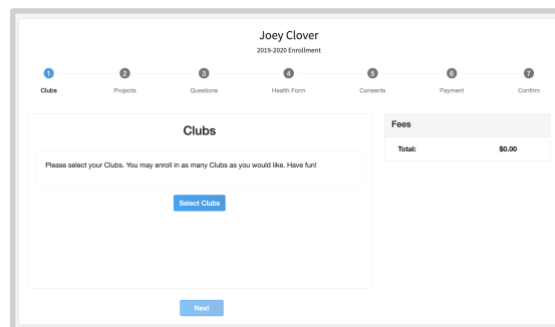 Joey Clover
2019-2020 Enrollment
1 2 3 4 5 6 7
Clubs Projects Questions Health Form Consents Payment Confirm
Clubs
Please select your Clubs. You may enroll in as many Clubs as you would like. Have fun!
Select Clubs
Next
Fees
Total: $0.00